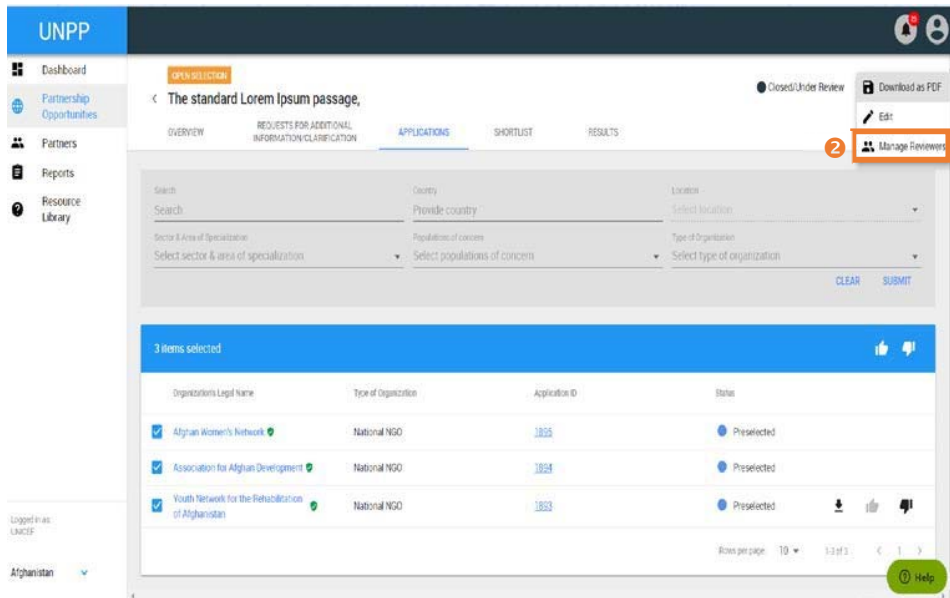 UNPP
Dashboard
Partnership
Opportunities
Partners
Reports
Resource
Library
Logged in as:
UNICEF
Afghanistan
OPEN SELECTION
The standard Lorem Ipsum passage,
Closed/Under Review
Download as PDF
Edit
2
Manage Reviewers
OVERVIEW
REQUESTS FOR ADDITIONAL
INFORMATION/CLARIFICATION
APPLICATIONS
SHORTLIST
RESULTS
Search
Country
Location
Search
Provide country
Select location
Sector & Area of Specialization
Populations of concern
Type of Organization
Select sector & area of specialization
Select populations of concern
Select type of organization
CLEAR
SUBMIT
3 items selected
Organization's Legal Name
Type of Organization
Application ID
Status
Afghan Women's Network
National NGO
1895
Preselected
Association for Afghan Development
National NGO
1894
Preselected
Youth Network for the Rehabilitation
of Afghanistan
National NGO
1893
Preselected
Rows per page:
10
1-3 of 3
1
Help